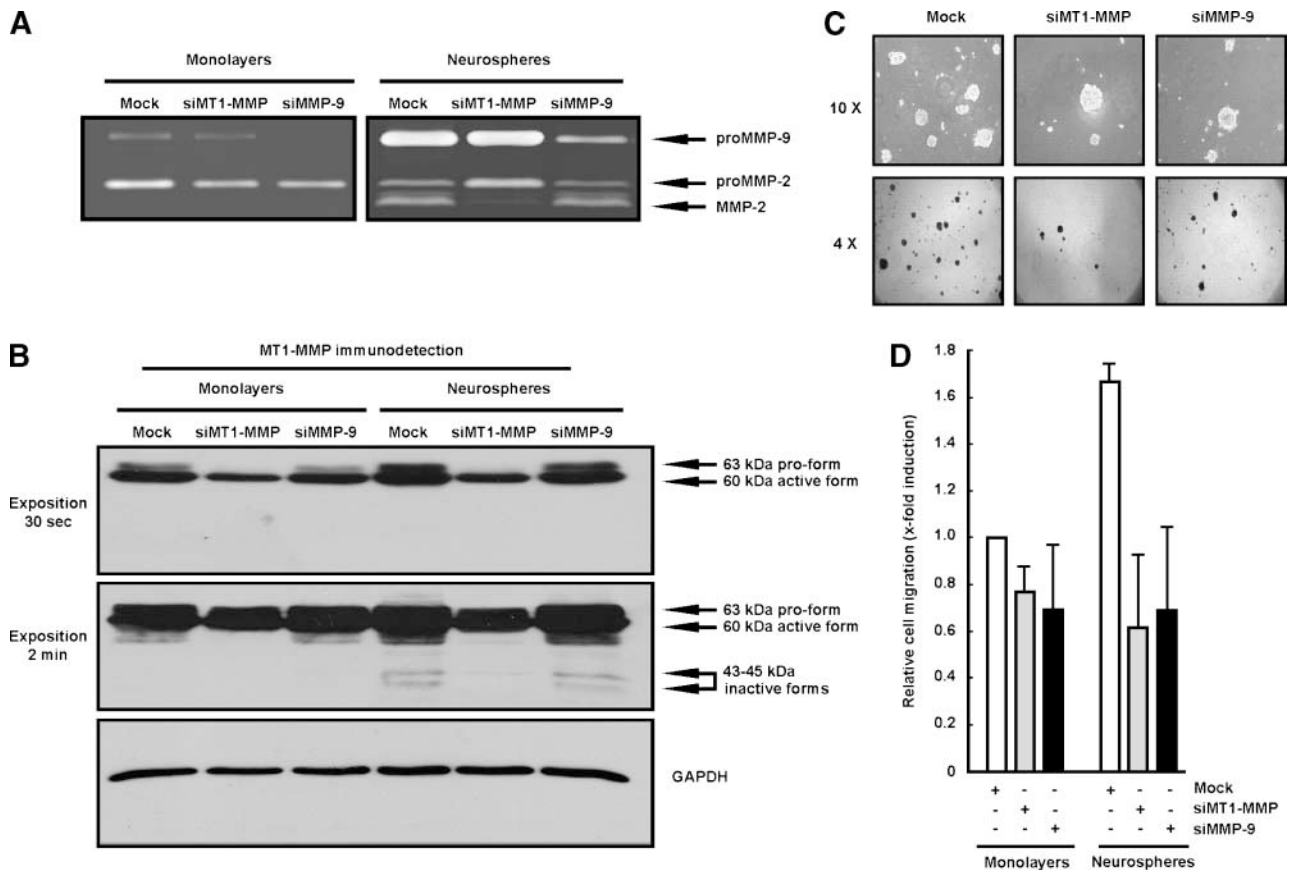 A
Monolayers
Neurospheres
Mock siMT1-MMP siMMP-9 Mock siMT1-MMP siMMP-9
proMMP-9
proMMP-2
MMP-2
B
MT1-MMP immunodetection
Monolayers
Neurospheres
Mock siMT1-MMP siMMP-9 Mock siMT1-MMP siMMP-9
Exposition
30 sec
63 kDa pro-form
60 kDa active form
Exposition
2 min
63 kDa pro-form
60 kDa active form
43-45 kDa
inactive forms
GAPDH
C
Mock siMT1-MMP siMMP-9
10 X
4 X
D
Relative cell migration (x-fold induction)
1.8
1.6
1.4
1.2
1.0
0.8
0.6
0.4
0.2
0
+ - - + - - Mock
- + - - + - siMT1-MMP
- - + - - + siMMP-9
Monolayers Neurospheres